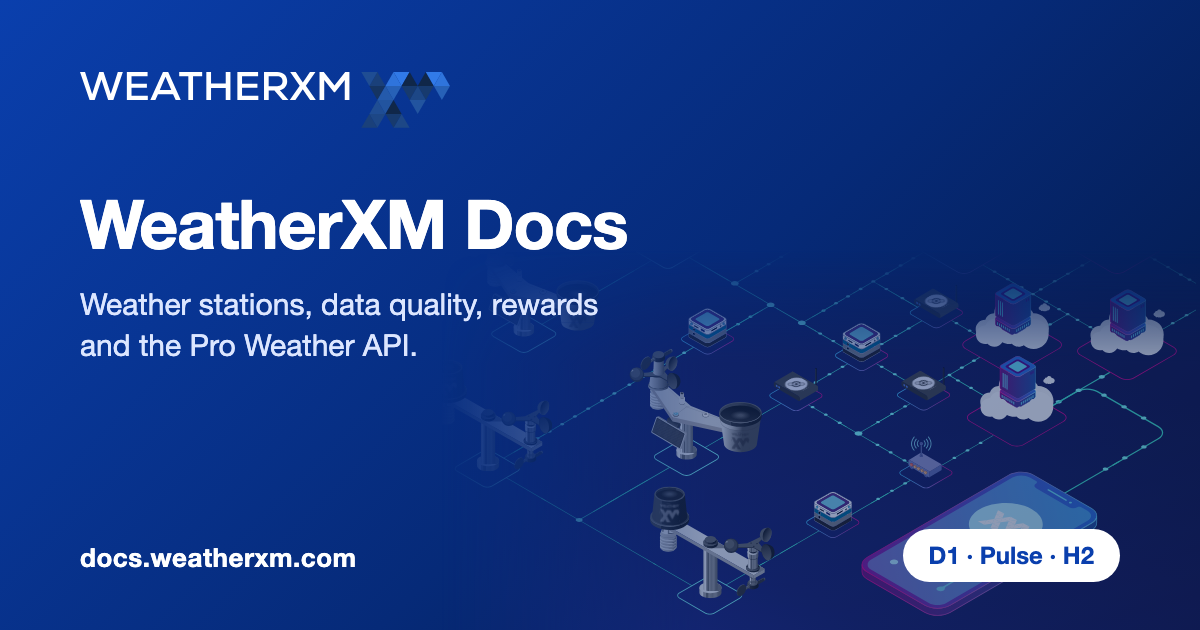 WEATHERXM
WeatherXM Docs
Weather stations, data quality, rewards
and the Pro Weather API.
docs.weatherxm.com
D1 · Pulse · H2